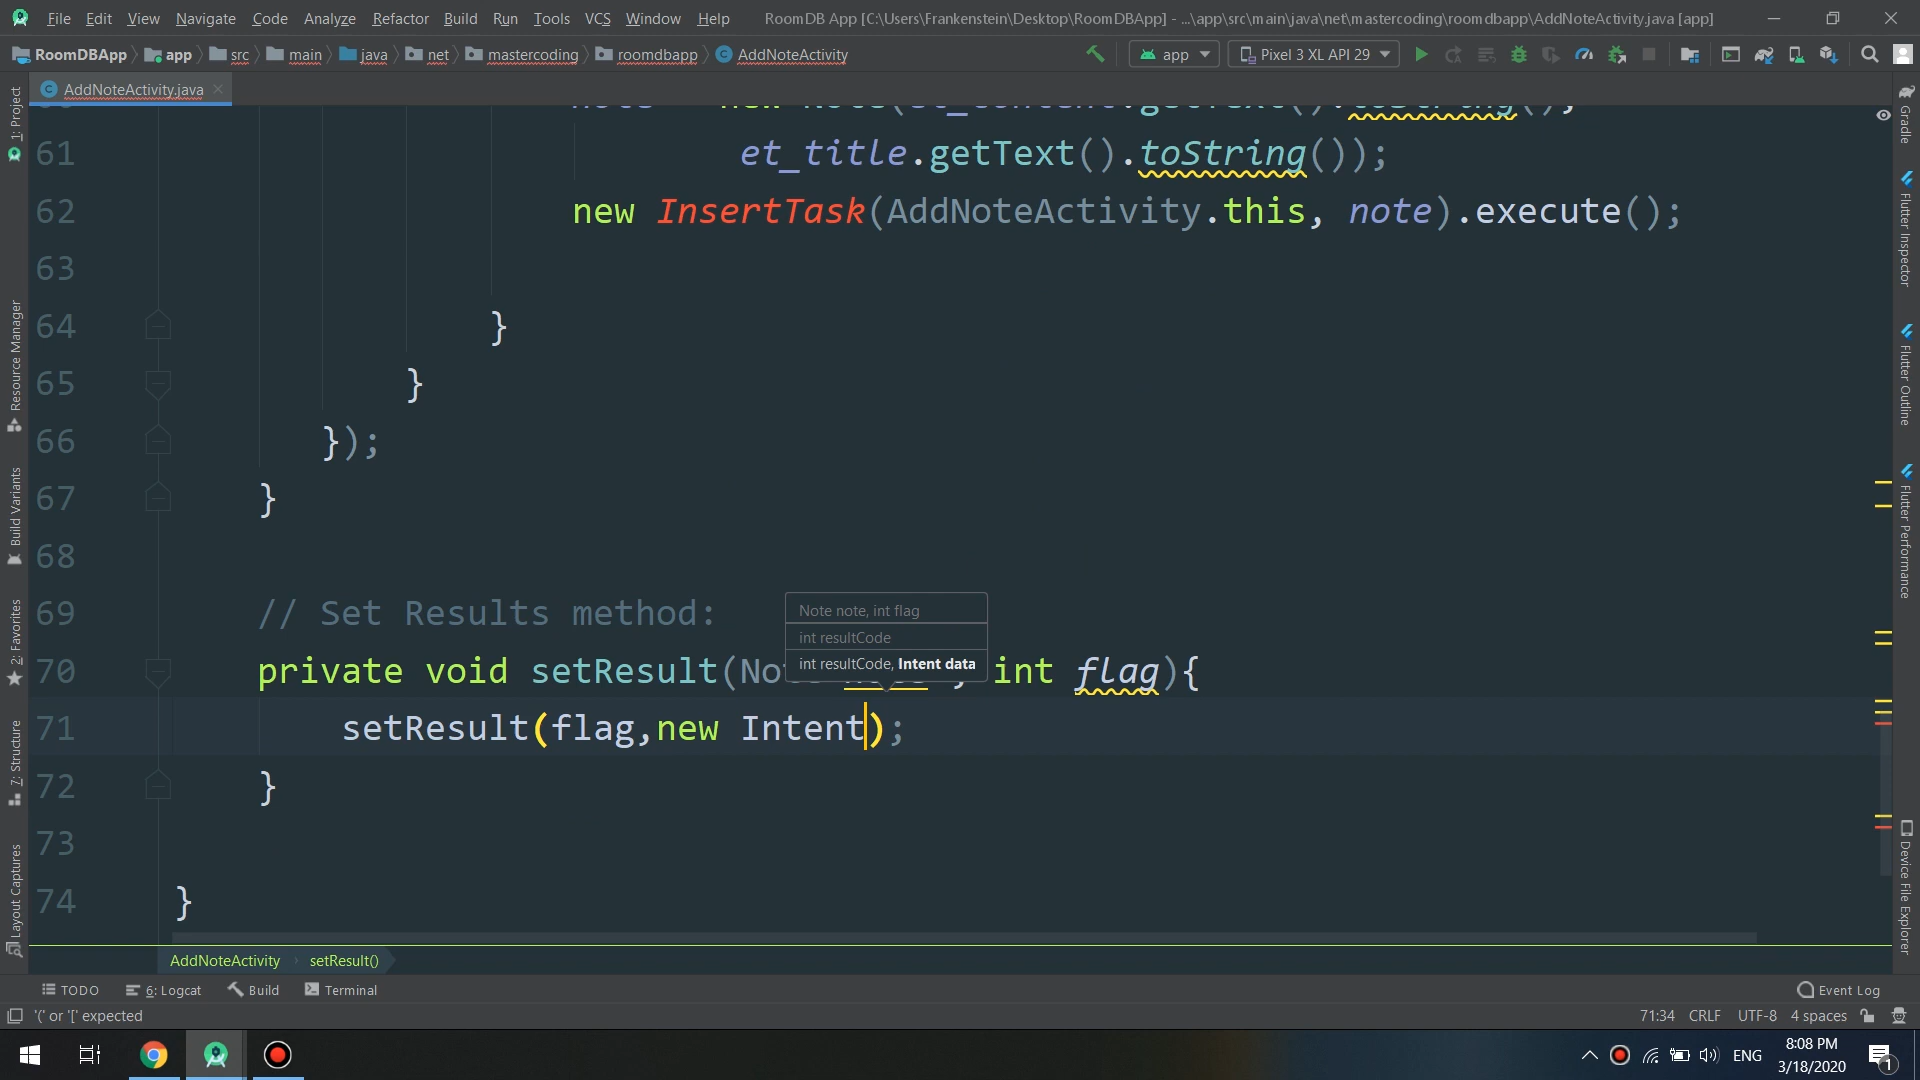 File Edit View Navigate Code Analyze Refactor Build Run Tools VCS Window Help RoomDB App [C:\Users\Frankenstein\Desktop\RoomDBApp] - ...\app\src\main\java\net\mastercoding\roomdbapp\AddNoteActivity.java [app]
RoomDBApp app src main java net mastercoding roomdbapp AddNoteActivity app Pixel 3 XL API 29
AddNoteActivity.java
61 et_title.getText().toString());
62 new InsertTask(AddNoteActivity.this, note).execute();
63
64 }
65 }
66 });
67 }
68
69 // Set Results method:
Note note, int flag
int resultCode
int resultCode, Intent data
70 private void setResult(No int flag){
71 setResult(flag,new Intent);
72 }
73
74 }
AddNoteActivity setResult()
TODO 6: Logcat Build Terminal Event Log
'(' or '[' expected 71:34 CRLF UTF-8 4 spaces
ENG 8:08 PM
3/18/2020
1
1: Project
Resource Manager
Build Variants
2: Favorites
7: Structure
Layout Captures
Gradle
Flutter Inspector
Flutter Outline
Flutter Performance
Device File Explorer